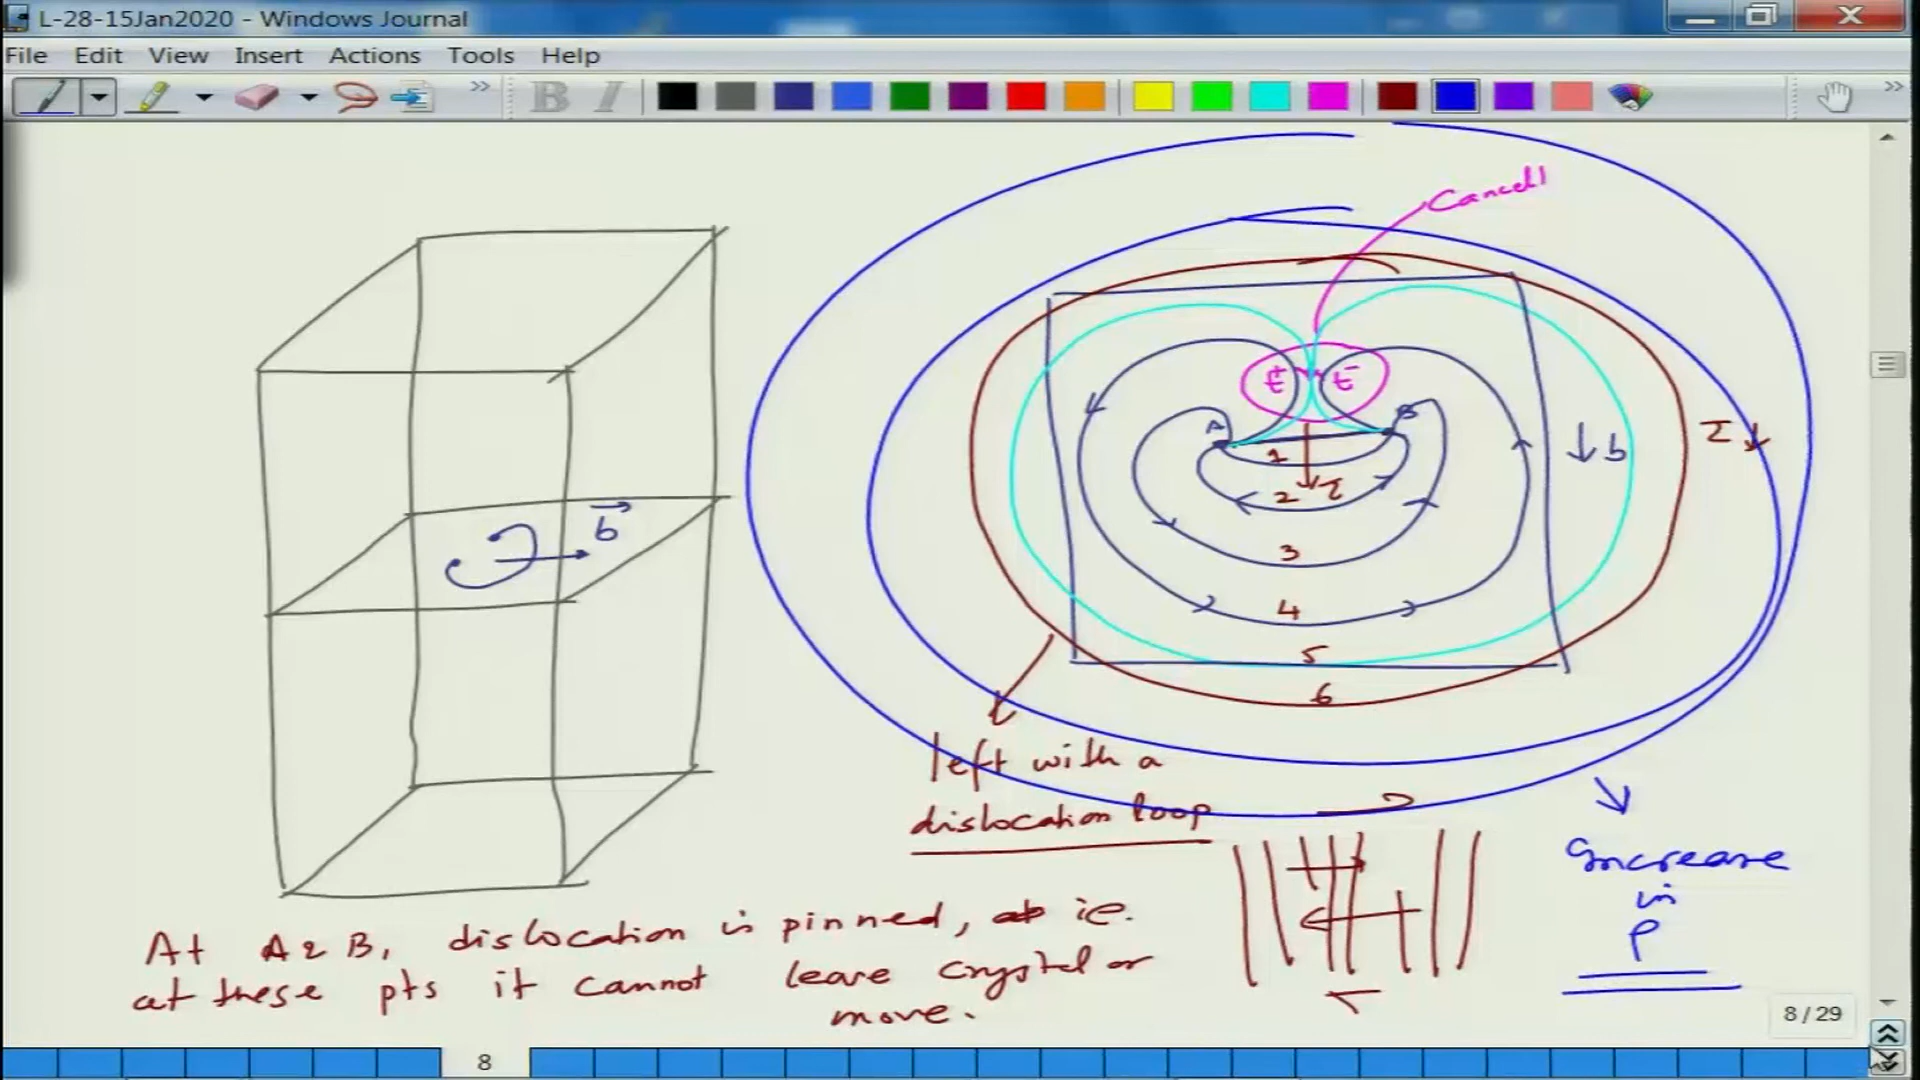 L-28-15Jan2020 - Windows Journal
File Edit View Insert Actions Tools Help
B I
Cancel
t+ t-
A B
1
2 τ
3
4
5
6
b
τ
b
left with a
dislocation loop
Increase
in
ρ
At A & B, dislocation is pinned, ie.
at these pts it cannot leave crystal or
move.
8 / 29
8